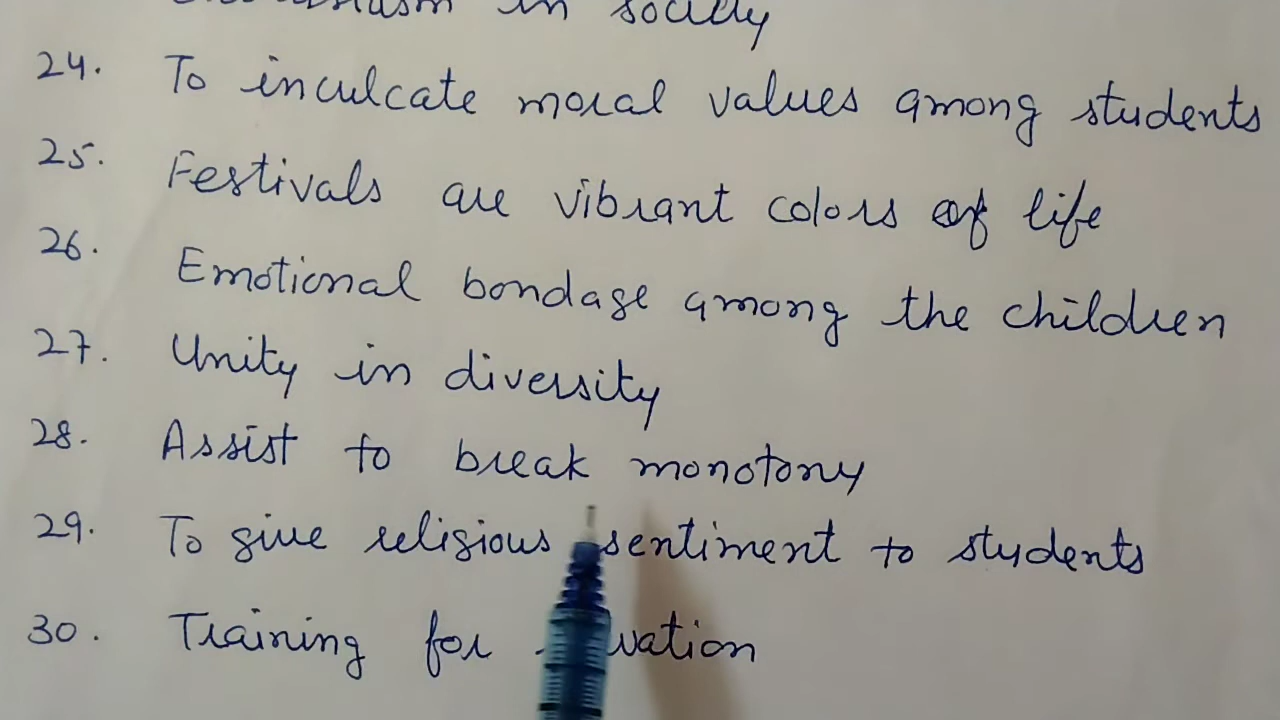 in society
24. To inculcate moral values among students
25. Festivals are vibrant colors of life
26. Emotional bondage among the children
27. Unity in diversity
28. Assist to break monotony
29. To give religious sentiment to students
30. Training for